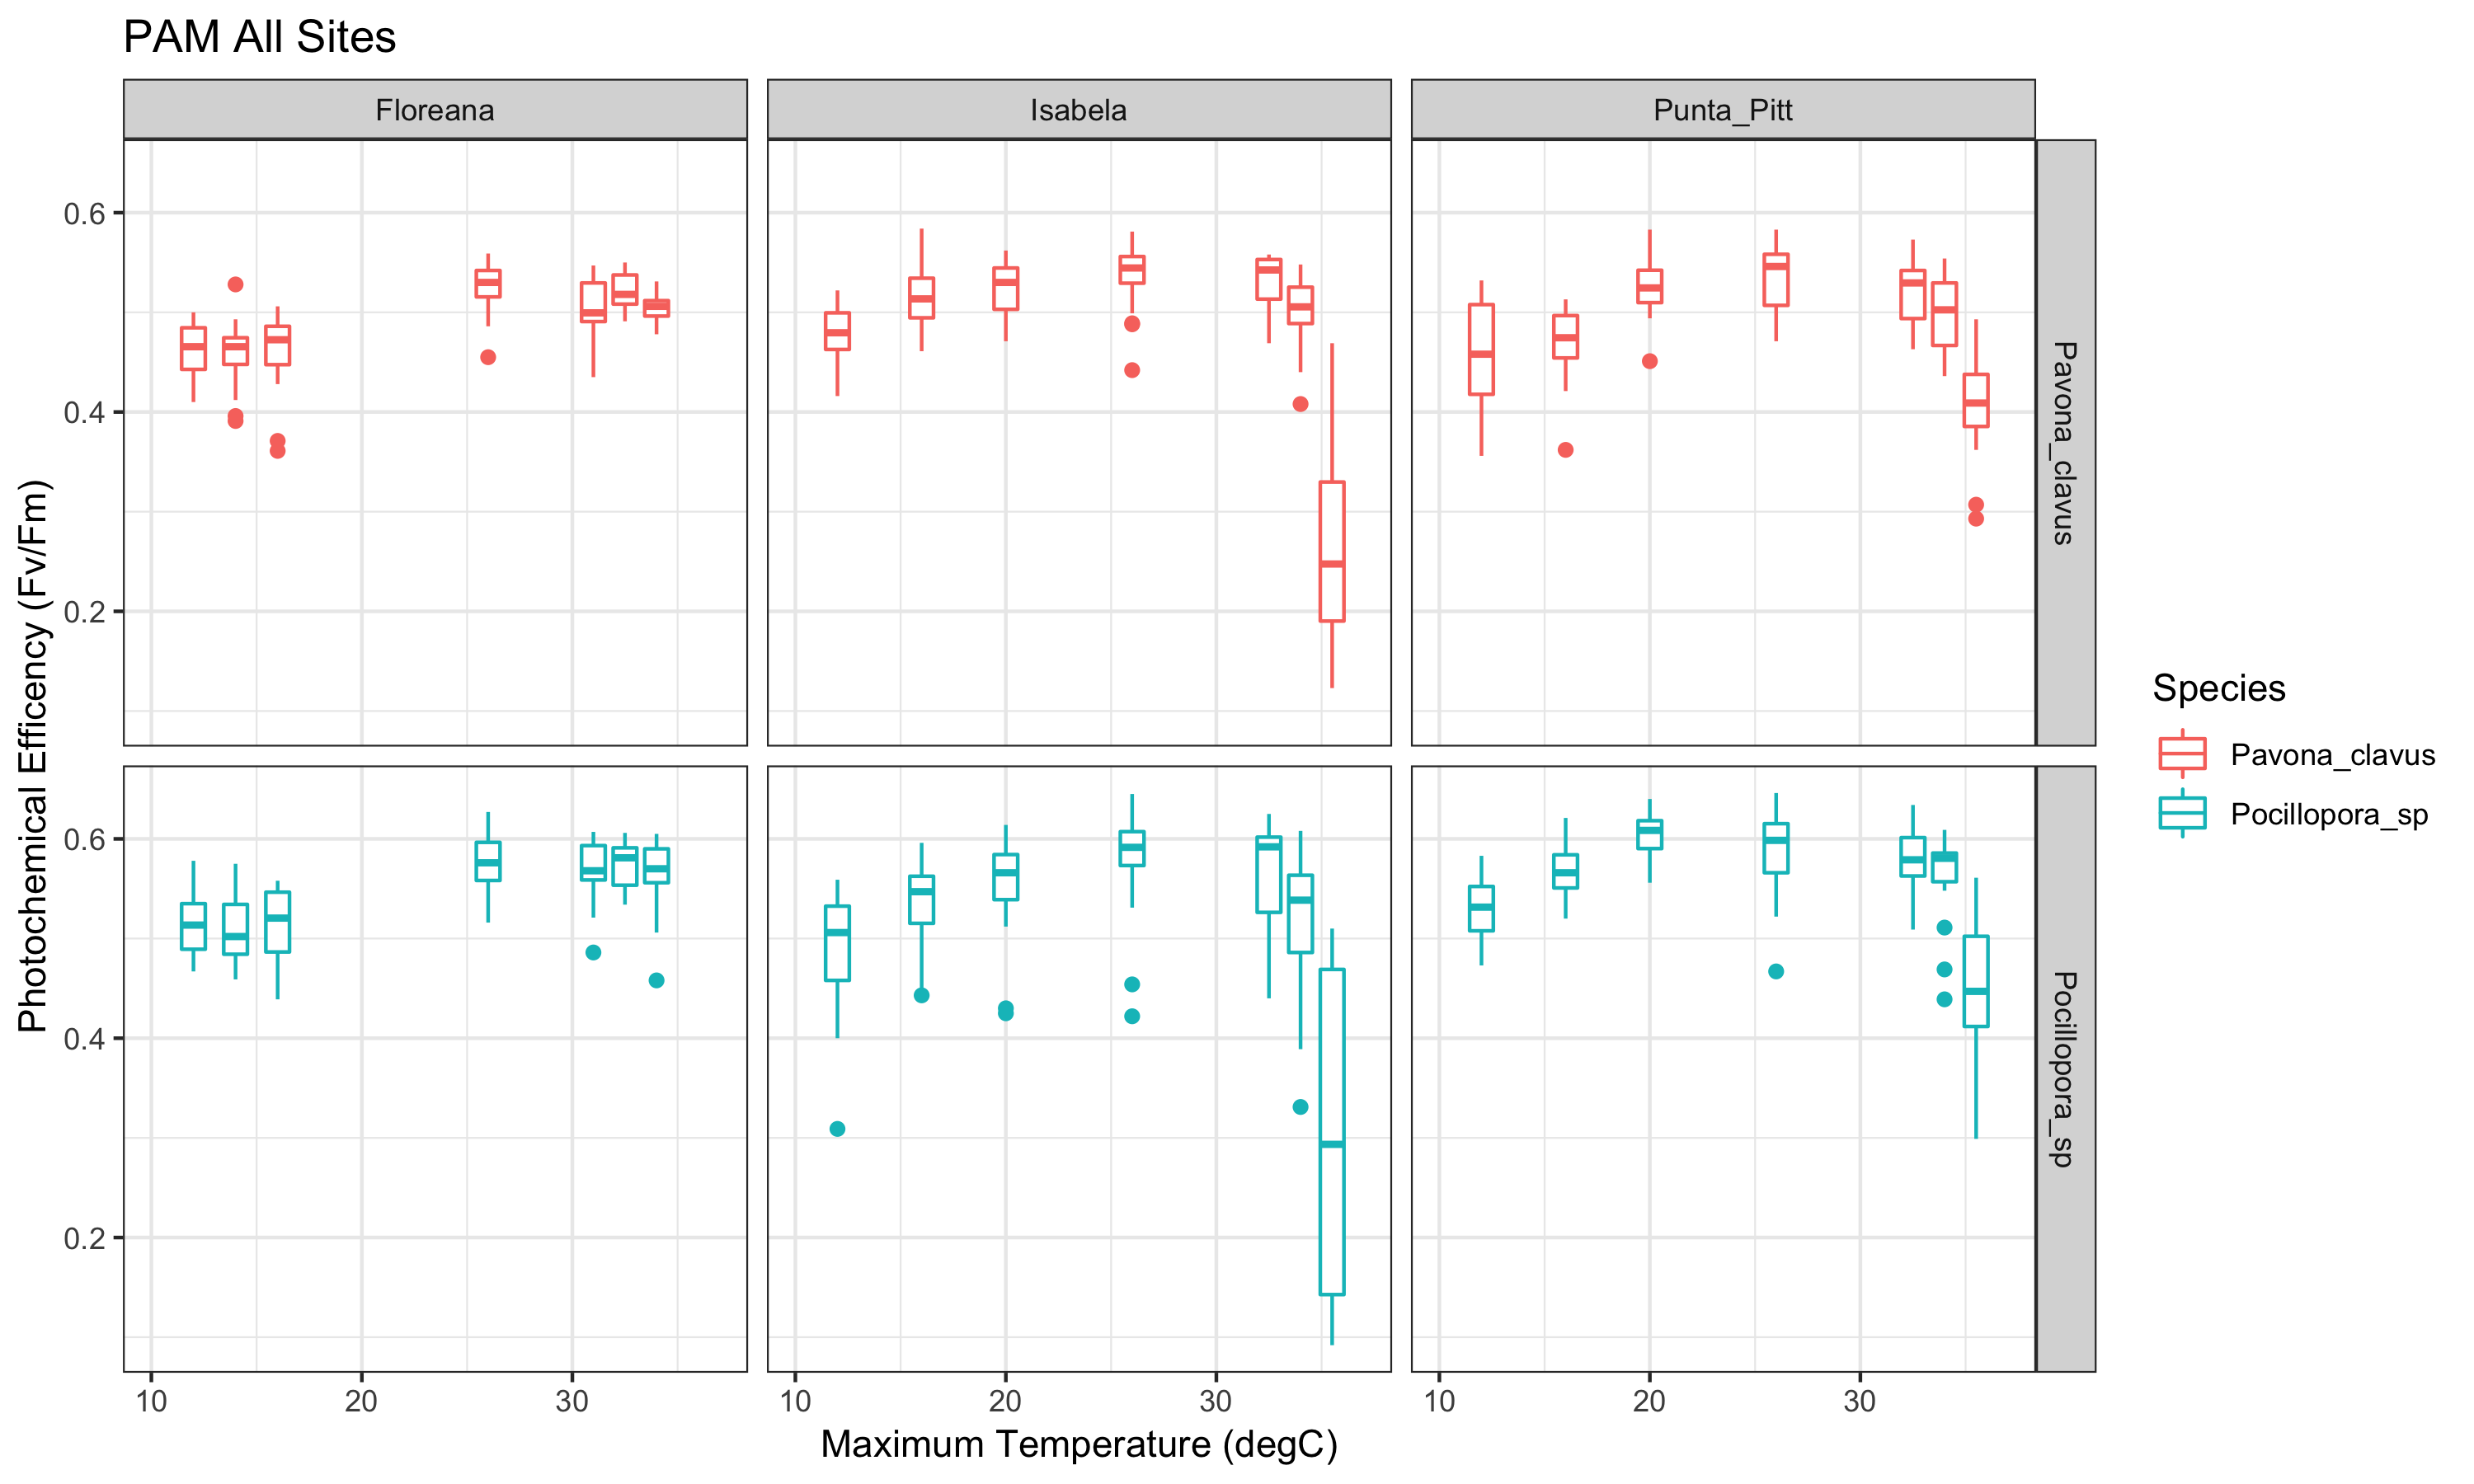 PAM All Sites
Floreana
Isabela
Punta_Pitt
Photochemical Efficency (Fv/Fm)
0.6
0.4
0.2
Pavona_clavus
0.6
0.4
0.2
Pocillopora_sp
10
20
30
10
20
30
10
20
30
Maximum Temperature (degC)
Species
Pavona_clavus
Pocillopora_sp